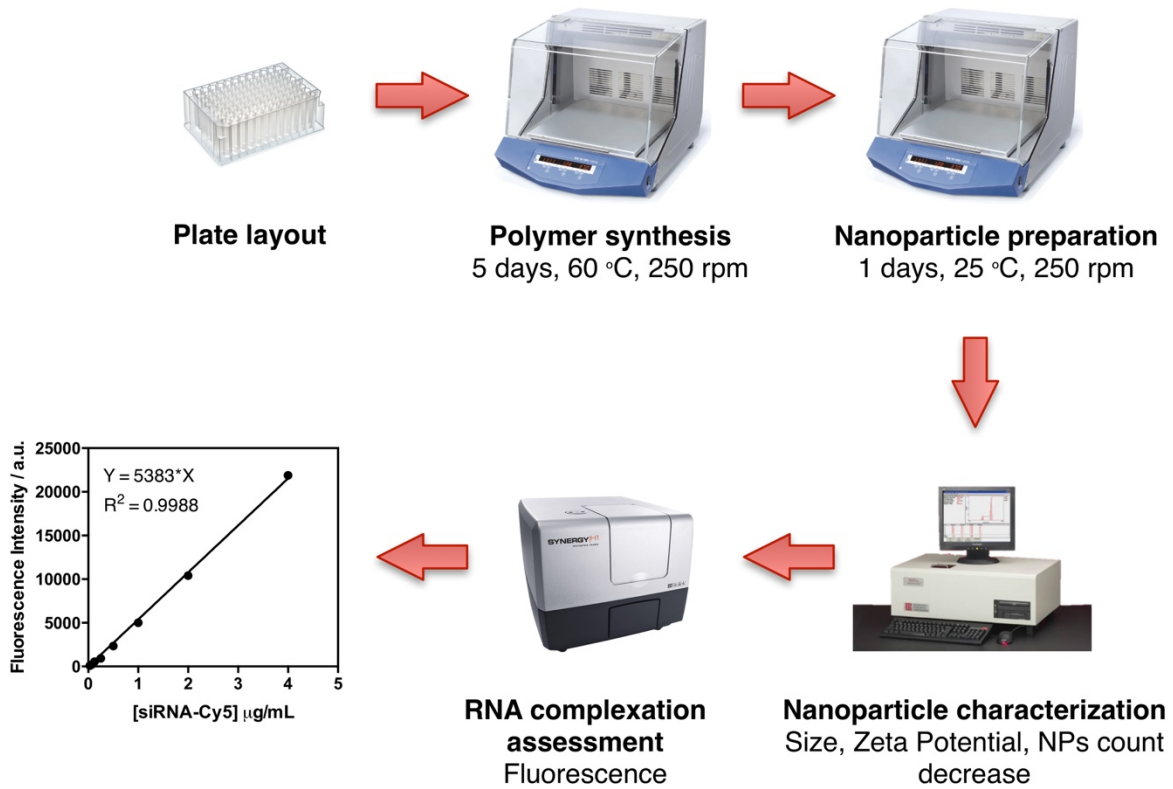 Plate layout
Polymer synthesis
5 days, 60 °C, 250 rpm
Nanoparticle preparation
1 days, 25 °C, 250 rpm
Fluorescence Intensity / a.u.
25000
20000
15000
10000
5000
0
Y = 5383*X
R² = 0.9988
0 1 2 3 4 5
[siRNA-Cy5] μg/mL
SYNERGY H1
RNA complexation
assessment
Fluorescence
Nanoparticle characterization
Size, Zeta Potential, NPs count
decrease